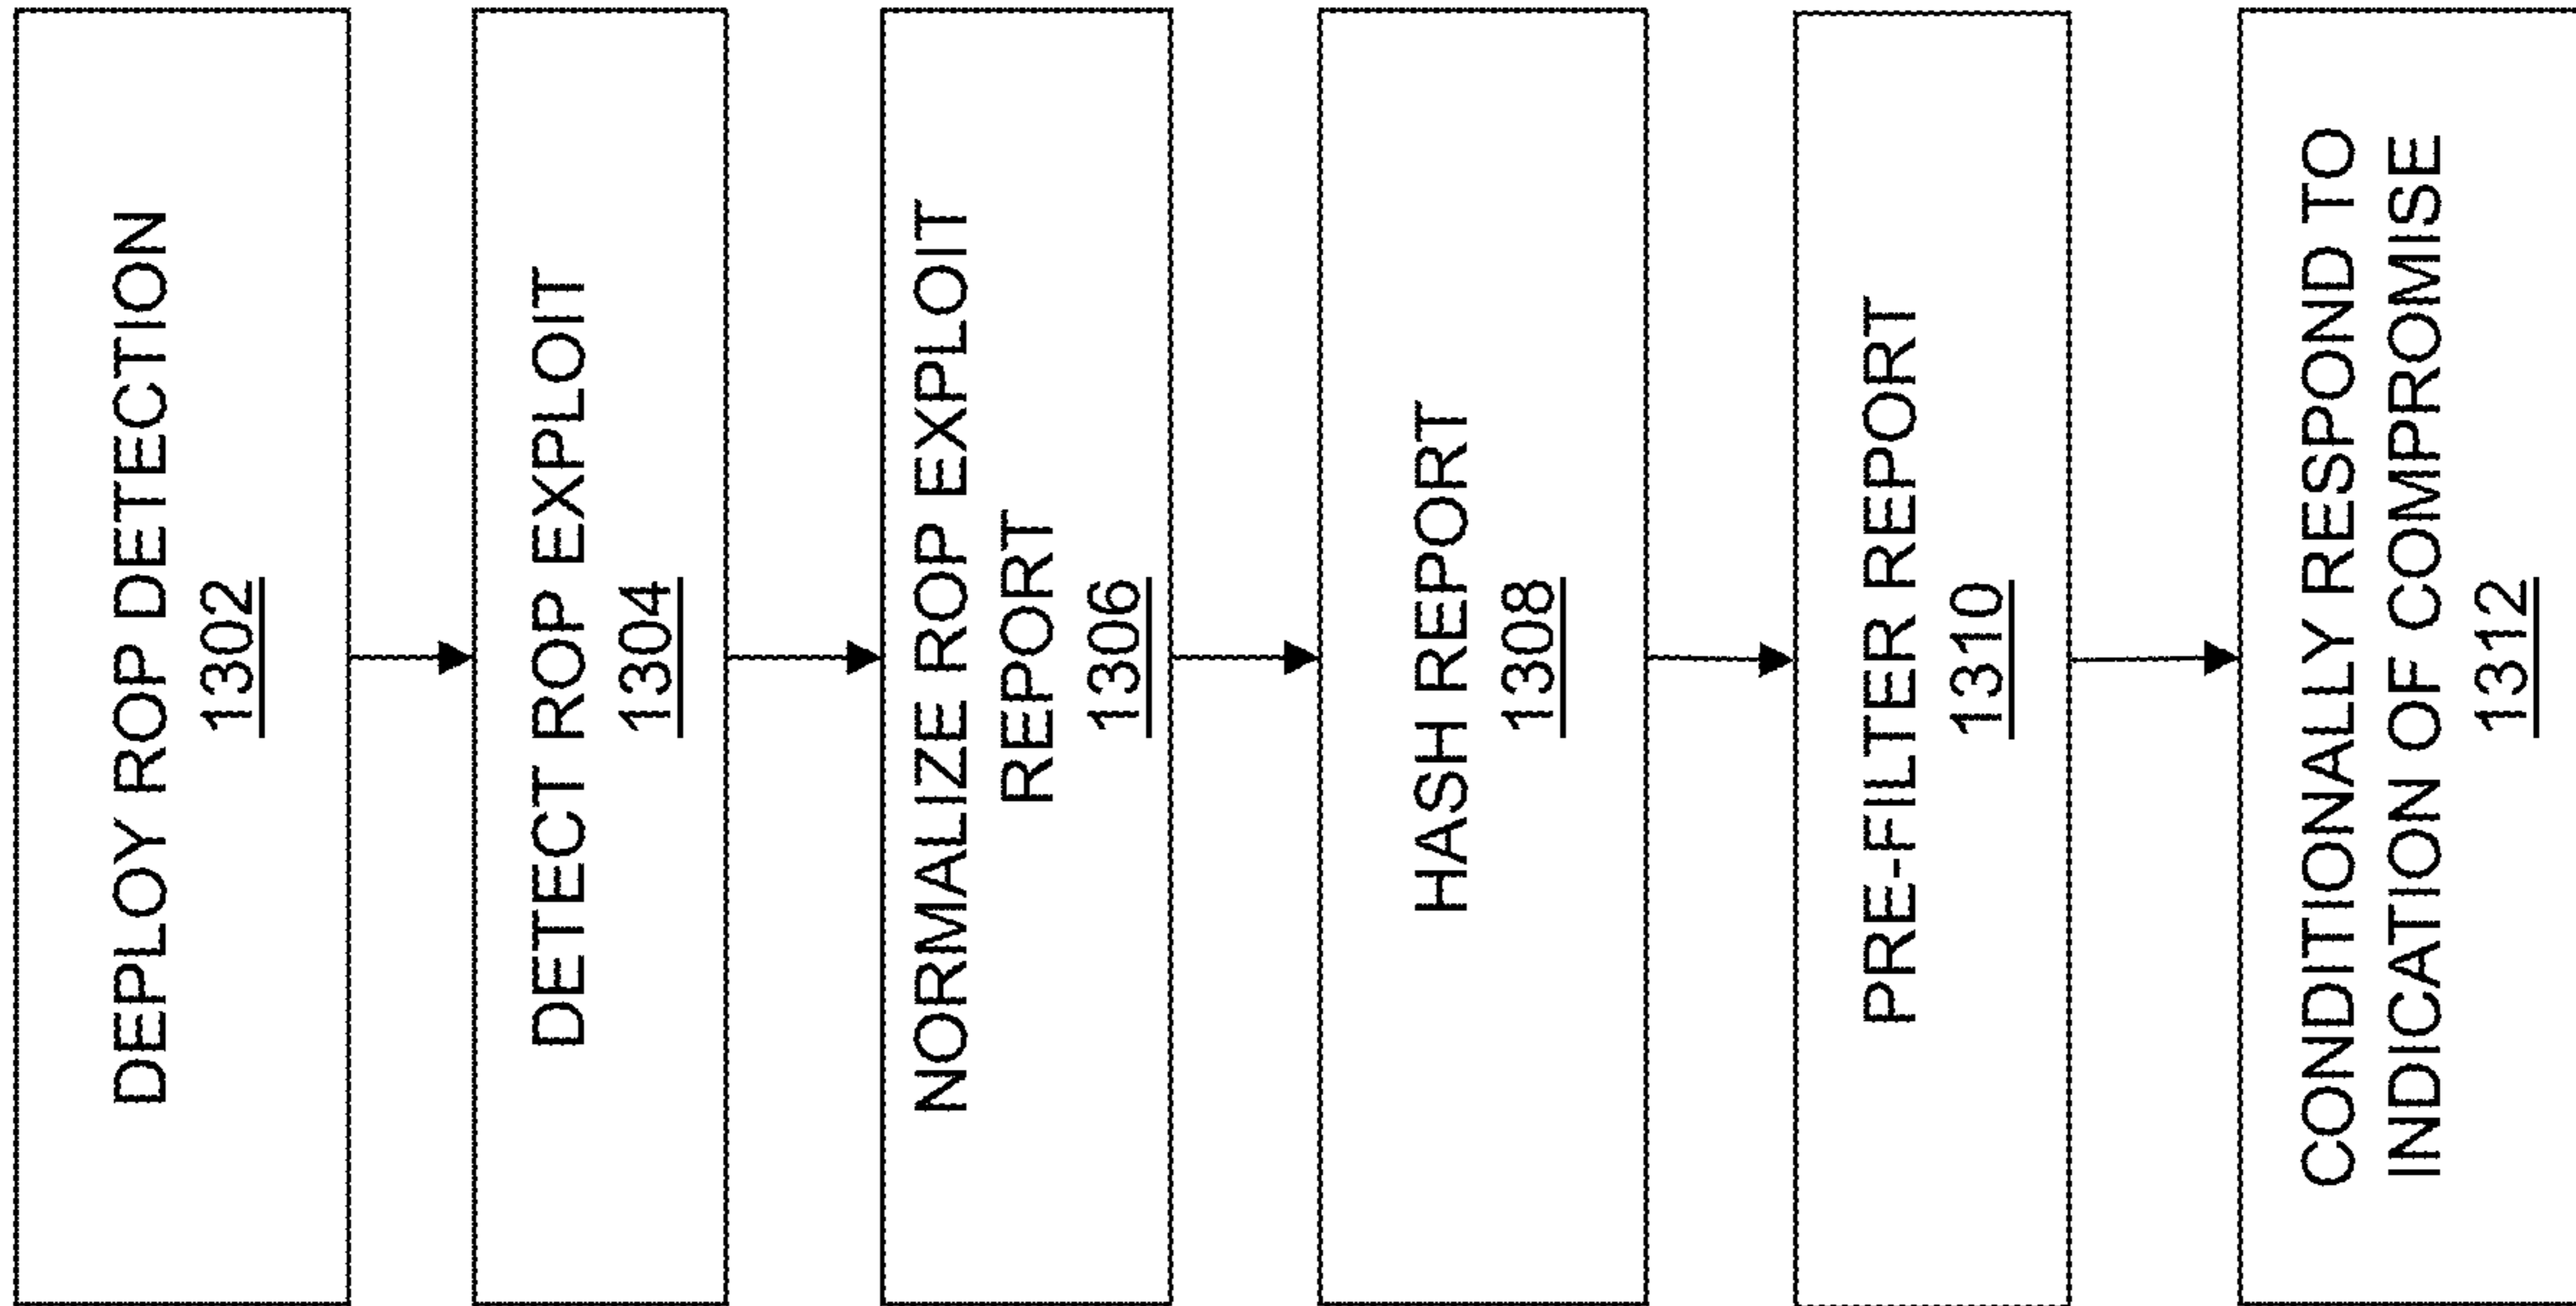 DEPLOY ROP DETECTION
1302
DETECT ROP EXPLOIT
1304
NORMALIZE ROP EXPLOIT
REPORT
1306
HASH REPORT
1308
PRE-FILTER REPORT
1310
CONDITIONALLY RESPOND TO
INDICATION OF COMPROMISE
1312